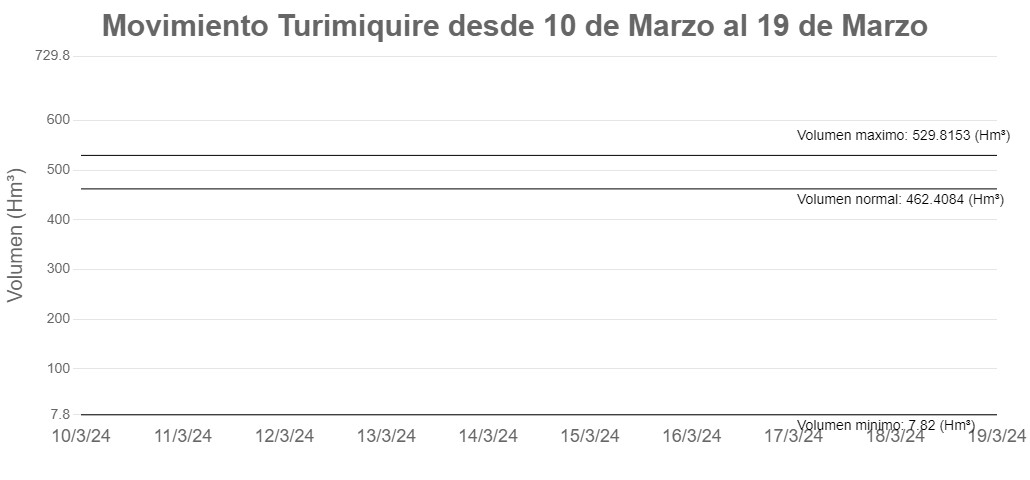 Movimiento Turimiquire desde 10 de Marzo al 19 de Marzo
729.8
600
Volumen maximo: 529.8153 (Hm³)
500
Volumen normal: 462.4084 (Hm³)
400
Volumen (Hm³)
300
200
100
7.8
Volumen minimo: 7.82 (Hm³)
10/3/24 11/3/24 12/3/24 13/3/24 14/3/24 15/3/24 16/3/24 17/3/24 18/3/24 19/3/24